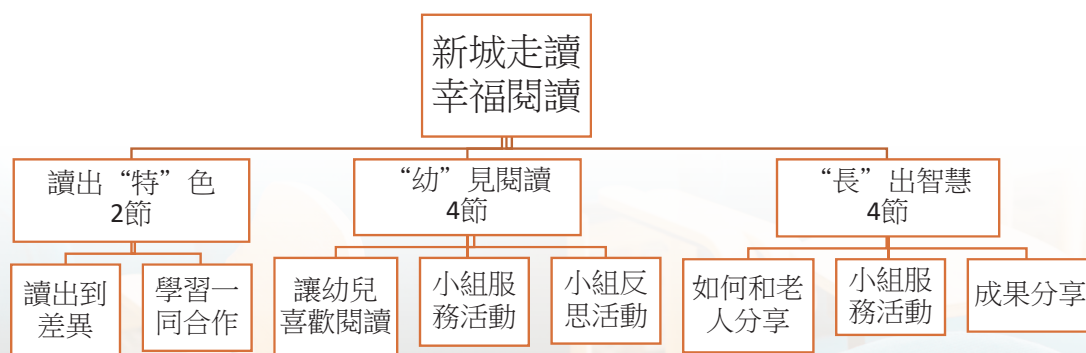 新城走讀
幸福閱讀
讀出“特”色
2節
“幼”見閱讀
4節
“長”出智慧
4節
讀出到
差異
學習一
同合作
讓幼兒
喜歡閱讀
小組服
務活動
小組反
思活動
如何和老
人分享
小組服
務活動
成果分享